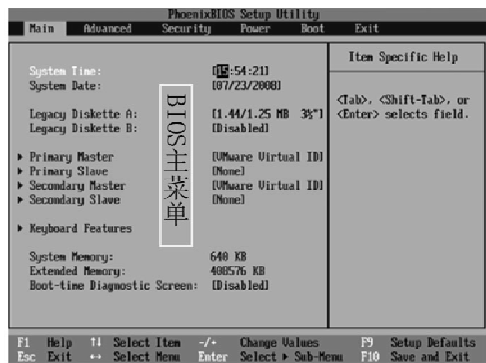 PhoenixBIOS Setup Utility
Main Advanced Security Power Boot Exit
Item Specific Help
System Time: [15:54:21]
System Date: [07/23/2008]
<Tab>, <Shift-Tab>, or
<Enter> selects field.
Legacy Diskette A: [1.44/1.25 MB 3½"]
Legacy Diskette B: [Disabled]
▶ Primary Master [VMware Virtual ID]
▶ Primary Slave [None]
▶ Secondary Master [VMware Virtual ID]
▶ Secondary Slave [None]
▶ Keyboard Features
System Memory: 640 KB
Extended Memory: 408576 KB
Boot-time Diagnostic Screen: [Disabled]
BIOS主菜单
F1 Help ↑↓ Select Item -/+ Change Values F9 Setup Defaults
Esc Exit ↔ Select Menu Enter Select ▶ Sub-Menu F10 Save and Exit